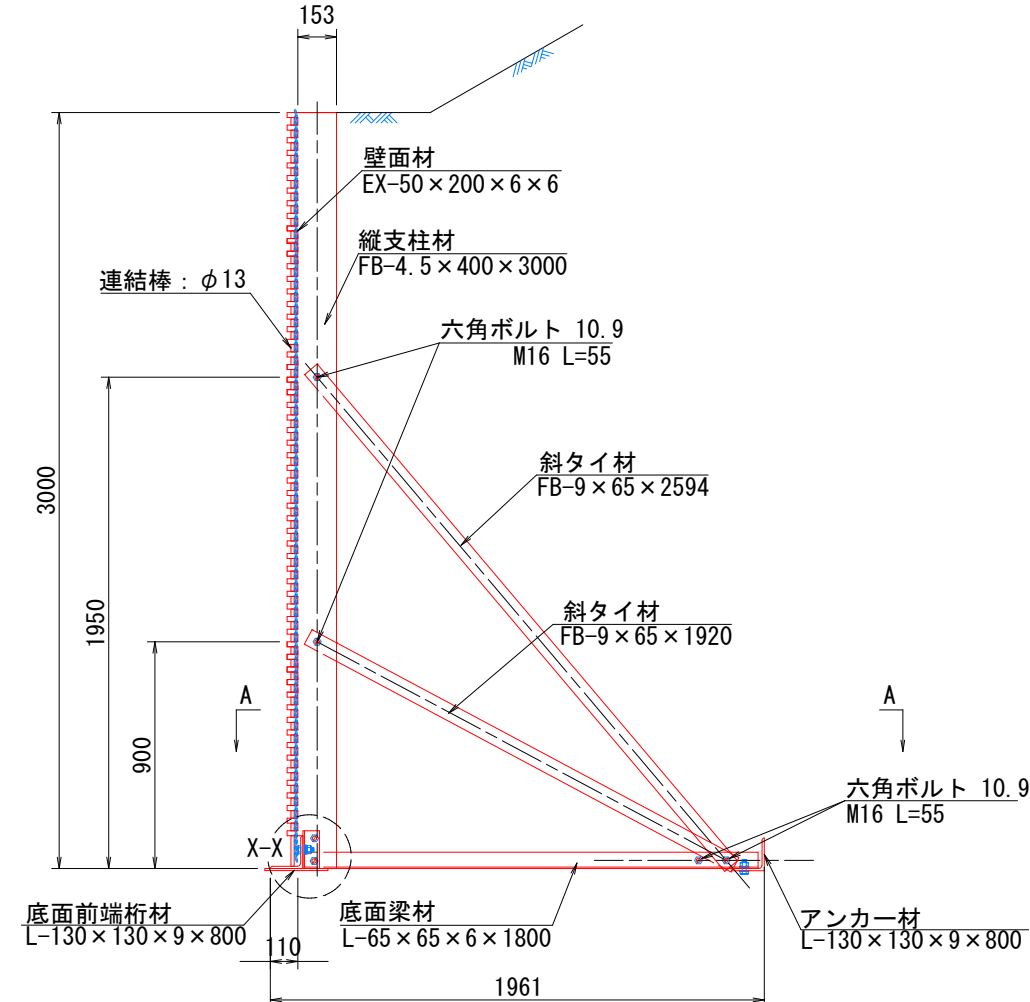 153
壁面材
EX-50×200×6×6
縦支柱材
FB-4.5×400×3000
連結棒：φ13
六角ボルト 10.9
M16 L=55
3000
斜タイ材
FB-9×65×2594
1950
斜タイ材
FB-9×65×1920
A
A
900
六角ボルト 10.9
M16 L=55
X-X
底面前端桁材
L-130×130×9×800
底面梁材
L-65×65×6×1800
アンカー材
L-130×130×9×800
110
1961